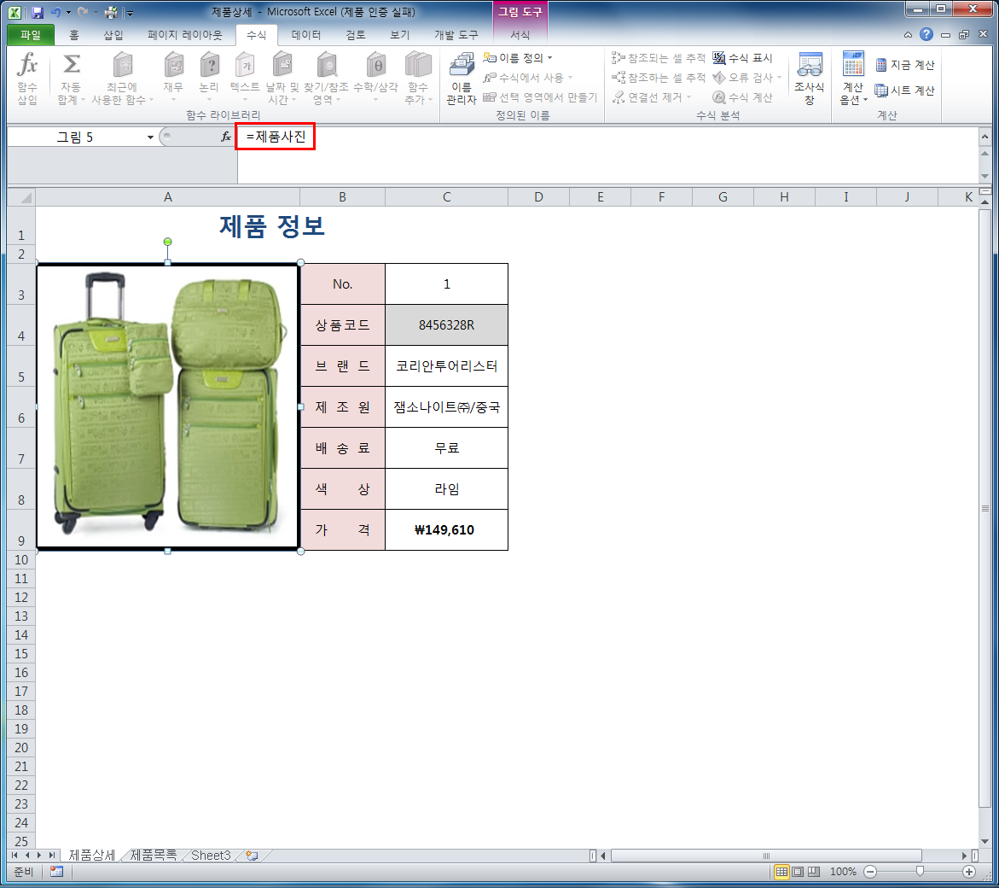 제품상세 - Microsoft Excel (제품 인증 실패)
그림 도구
파일 홈 삽입 페이지 레이아웃 수식 데이터 검토 보기 개발 도구 서식
함수 삽입
자동 합계
최근에 사용한 함수
재무
논리
텍스트
날짜 및 시간
찾기/참조 영역
수학/삼각
함수 추가
함수 라이브러리
이름 관리자
이름 정의
수식에서 사용
선택 영역에서 만들기
정의된 이름
참조되는 셀 추적
참조하는 셀 추적
연결선 제거
수식 표시
오류 검사
수식 계산
조사식 창
수식 분석
계산 옵션
지금 계산
시트 계산
계산
그림 5 fx =제품사진
A B C D E F G H I J K
1 제품 정보
2
3 No. 1
4 상품코드 8456328R
5 브 랜 드 코리안투어리스터
6 제 조 원 잼소나이트㈜/중국
7 배 송 료 무료
8 색 상 라임
9 가 격 ₩149,610
10
11
12
13
14
15
16
17
18
19
20
21
22
23
24
25
제품상세 제품목록 Sheet3
준비 100%